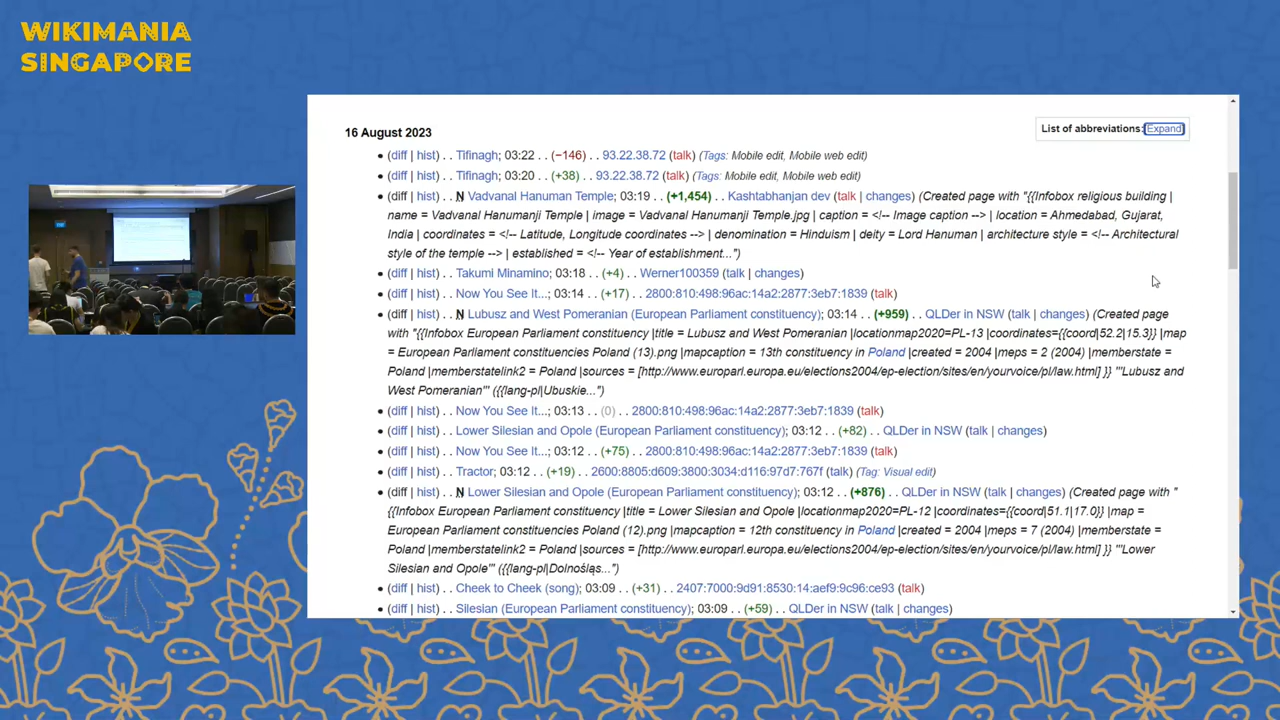 WIKIMANIA
SINGAPORE
List of abbreviations:[Expand]
16 August 2023
• (diff | hist) . . Tifinagh; 03:22 . . (−146) . . 93.22.38.72 (talk) (Tags: Mobile edit, Mobile web edit)
• (diff | hist) . . Tifinagh; 03:20 . . (+38) . . 93.22.38.72 (talk) (Tags: Mobile edit, Mobile web edit)
• (diff | hist) . . N Vadvanal Hanuman Temple; 03:19 . . (+1,454) . . Kashtabhanjan dev (talk | changes) (Created page with "{{Infobox religious building |
name = Vadvanal Hanumanji Temple | image = Vadvanal Hanumanji Temple.jpg | caption = <!-- Image caption --> | location = Ahmedabad, Gujarat,
India | coordinates = <!-- Latitude, Longitude coordinates --> | denomination = Hinduism | deity = Lord Hanuman | architecture style = <!-- Architectural
style of the temple --> | established = <!-- Year of establishment...")
• (diff | hist) . . Takumi Minamino; 03:18 . . (+4) . . Werner100359 (talk | changes)
• (diff | hist) . . Now You See It...; 03:14 . . (+17) . . 2800:810:498:96ac:14a2:2877:3eb7:1839 (talk)
• (diff | hist) . . N Lubusz and West Pomeranian (European Parliament constituency); 03:14 . . (+959) . . QLDer in NSW (talk | changes) (Created page
with "{{Infobox European Parliament constituency |title = Lubusz and West Pomeranian |locationmap2020=PL-13 |coordinates={{coord|52.2|15.3}} |map
= European Parliament constituencies Poland (13).png |mapcaption = 13th constituency in Poland |created = 2004 |meps = 2 (2004) |memberstate =
Poland |memberstatelink2 = Poland |sources = [http://www.europarl.europa.eu/elections2004/ep-election/sites/en/yourvoice/pl/law.html] }} '''Lubusz and
West Pomeranian''' ({{lang-pl|Ubuskie...")
• (diff | hist) . . Now You See It...; 03:13 . . (0) . . 2800:810:498:96ac:14a2:2877:3eb7:1839 (talk)
• (diff | hist) . . Lower Silesian and Opole (European Parliament constituency); 03:12 . . (+82) . . QLDer in NSW (talk | changes)
• (diff | hist) . . Now You See It...; 03:12 . . (+75) . . 2800:810:498:96ac:14a2:2877:3eb7:1839 (talk)
• (diff | hist) . . Tractor; 03:12 . . (+19) . . 2600:8805:d609:3800:3034:d116:97d7:767f (talk) (Tag: Visual edit)
• (diff | hist) . . N Lower Silesian and Opole (European Parliament constituency); 03:12 . . (+876) . . QLDer in NSW (talk | changes) (Created page with "
{{Infobox European Parliament constituency |title = Lower Silesian and Opole |locationmap2020=PL-12 |coordinates={{coord|51.1|17.0}} |map =
European Parliament constituencies Poland (12).png |mapcaption = 12th constituency in Poland |created = 2004 |meps = 7 (2004) |memberstate =
Poland |memberstatelink2 = Poland |sources = [http://www.europarl.europa.eu/elections2004/ep-election/sites/en/yourvoice/pl/law.html] }} '''Lower
Silesian and Opole''' ({{lang-pl|Dolnośląs...")
• (diff | hist) . . Cheek to Cheek (song); 03:09 . . (+31) . . 2407:7000:9d91:8530:14:aef9:9c96:ce93 (talk)
• (diff | hist) . . Silesian (European Parliament constituency); 03:09 . . (+59) . . QLDer in NSW (talk | changes)